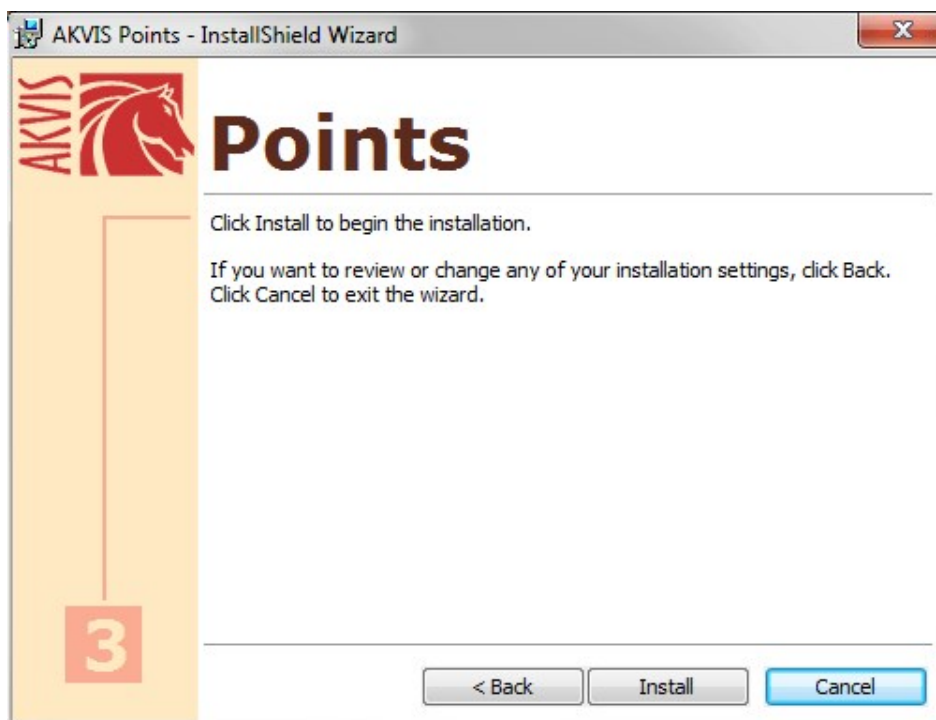 AKVIS Points - InstallShield Wizard
AKVIS
Points
Click Install to begin the installation.
If you want to review or change any of your installation settings, click Back.
Click Cancel to exit the wizard.
3
< Back
Install
Cancel